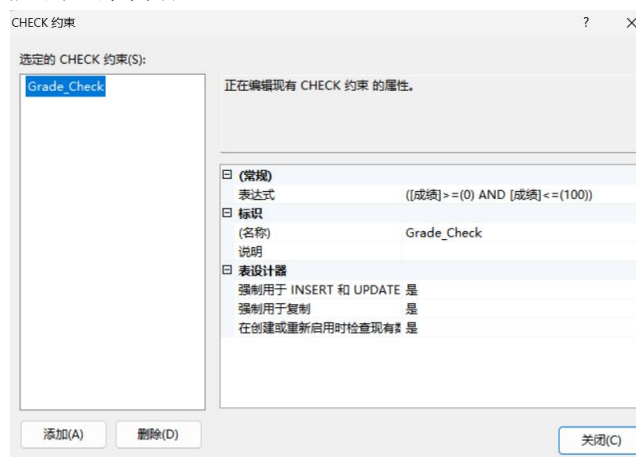 CHECK 约束
?
选定的 CHECK 约束(S):
Grade_Check
正在编辑现有 CHECK 约束 的属性。
(常规)
表达式 ([成绩]>=(0) AND [成绩]<=(100))
标识
(名称) Grade_Check
说明
表设计器
强制用于 INSERT 和 UPDATE 是
强制用于复制 是
在创建或重新启用时检查现有 是
添加(A) 删除(D)
关闭(C)